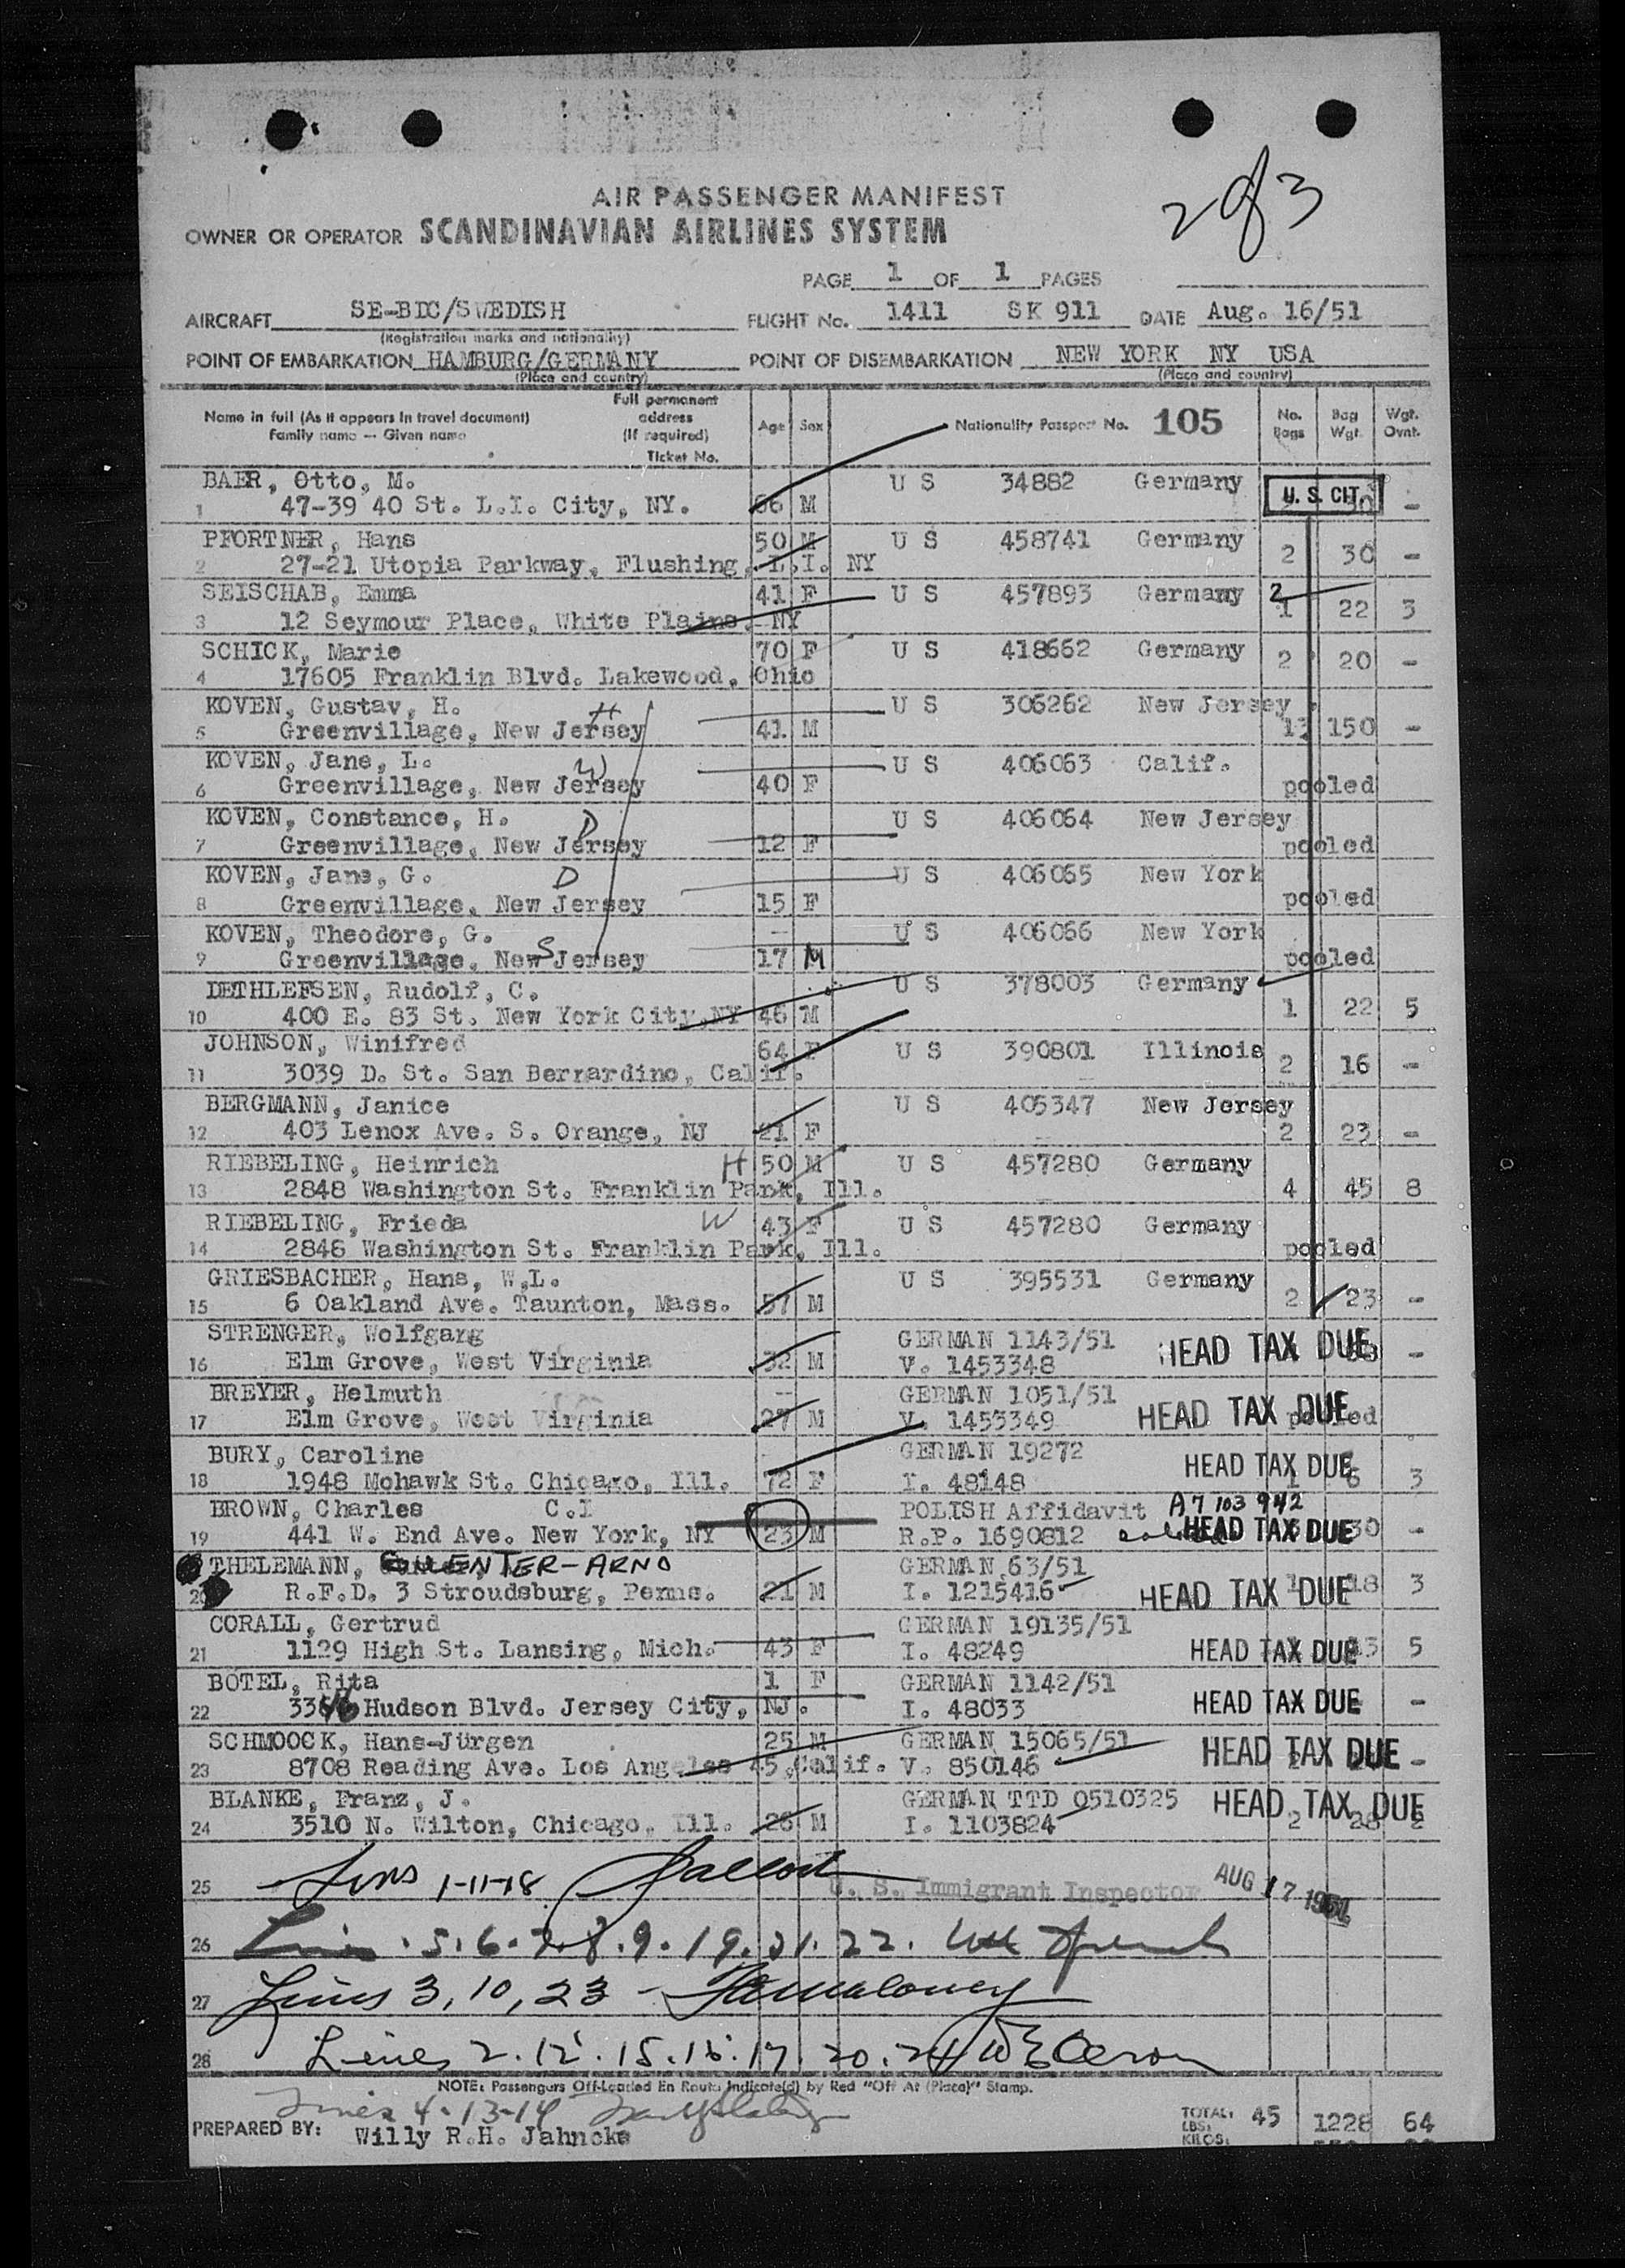 2 of 3
AIR PASSENGER MANIFEST
OWNER OR OPERATOR SCANDINAVIAN AIRLINES SYSTEM
PAGE 1 OF 1 PAGES
AIRCRAFT SE-BDC/SWEDISH FLIGHT No. 1411 SK 911 DATE Aug. 16/51
(Registration marks and nationality)
POINT OF EMBARKATION HAMBURG/GERMANY POINT OF DISEMBARKATION NEW YORK NY USA
(Place and country) (Place and country)
Name in full (As it appears in travel document) Family name — Given name Full permanent address (If required) Ticket No. Age Sex Nationality Passport No. 105 No. Bags Bag Wgt. Wgt. Ovnt.
BAER, Otto, M. U S 34882 Germany U. S. CIT.
1 47-39 40 St. L.I. City, NY. 66 M -
PFORTNER, Hans 50 M U S 458741 Germany 2 30 -
2 27-21 Utopia Parkway, Flushing, L.I. NY
SEISCHAB, Emma 41 F U S 457893 Germany 2
3 12 Seymour Place, White Plains, NY 1 22 3
SCHICK, Marie 70 F U S 418662 Germany 2 20 -
4 17605 Franklin Blvd. Lakewood, Ohio
KOVEN, Gustav, H. H U S 306262 New Jersey
5 Greenvillage, New Jersey 41 M 13 150 -
KOVEN, Jane, L. W U S 406063 Calif.
6 Greenvillage, New Jersey 40 F pooled
KOVEN, Constance, H. D U S 406064 New Jersey
7 Greenvillage, New Jersey 12 F pooled
KOVEN, Jane, G. D U S 406065 New York
8 Greenvillage, New Jersey 15 F pooled
KOVEN, Theodore, G. S U S 406066 New York
9 Greenvillage, New Jersey 17 M pooled
DETHLEFSEN, Rudolf, C. U S 378003 Germany
10 400 E. 83 St. New York City, NY 46 M 1 22 5
JOHNSON, Winifred 64 F U S 390801 Illinois
11 3039 D. St. San Bernardino, Calif. 2 16 -
BERGMANN, Janice U S 405347 New Jersey
12 403 Lenox Ave. S. Orange, NJ 21 F 2 23 -
RIEBELING, Heinrich H 50 M U S 457280 Germany
13 2848 Washington St. Franklin Park, Ill. 4 45 8
RIEBELING, Frieda W 43 F U S 457280 Germany
14 2848 Washington St. Franklin Park, Ill. pooled
GRIESBACHER, Hans, W.L. U S 395531 Germany
15 6 Oakland Ave. Taunton, Mass. 57 M 2 23 -
STRENGER, Wolfgang GERMAN 1143/51 HEAD TAX DUE
16 Elm Grove, West Virginia 32 M V. 1453348 -
BREYER, Helmuth GERMAN 1051/51
17 Elm Grove, West Virginia 27 M V. 1453349 HEAD TAX DUE pooled
BURY, Caroline GERMAN 19272 HEAD TAX DUE
18 1948 Mohawk St. Chicago, Ill. 72 F I. 48148 1 6 3
BROWN, Charles C.I POLISH Affidavit A7 103 942
19 441 W. End Ave. New York, NY 23 M R.P. 1690812 HEAD TAX DUE 30 -
THELEMANN, GUENTER-ARNO GERMAN 63/51
20 R.F.D. 3 Stroudsburg, Penns. 21 M I. 1215416 HEAD TAX DUE 1 18 3
CORALL, Gertrud GERMAN 19135/51
21 1129 High St. Lansing, Mich. 43 F I. 48249 HEAD TAX DUE 5
BÖTEL, Rita 1 F GERMAN 1142/51
22 3346 Hudson Blvd. Jersey City, NJ. I. 48033 HEAD TAX DUE -
SCHMOOCK, Hans-Jürgen 25 M GERMAN 15065/51 HEAD TAX DUE
23 8708 Reading Ave. Los Angeles 45, Calif. V. 850146 -
BLANKE, Franz, J. GERMAN TTD 0510325 HEAD TAX DUE
24 3510 N. Wilton, Chicago, Ill. 26 M I. 1103824 2 28
25 Lines 1-11-18 U. S. Immigrant Inspector AUG 17 1951
26 5.6.7.8.9.19.21.22.
27 Lines 3, 10, 23 -
28 Lines 2.12.15.16.17.20.24
NOTE: Passengers Off-Loaded En Route Indicate(d) by Red "Off At (Place)" Stamp.
Lines 4-13-14
PREPARED BY: Willy R.H. Jahncke TOTAL: LBS: KILOS: 45 1228 64